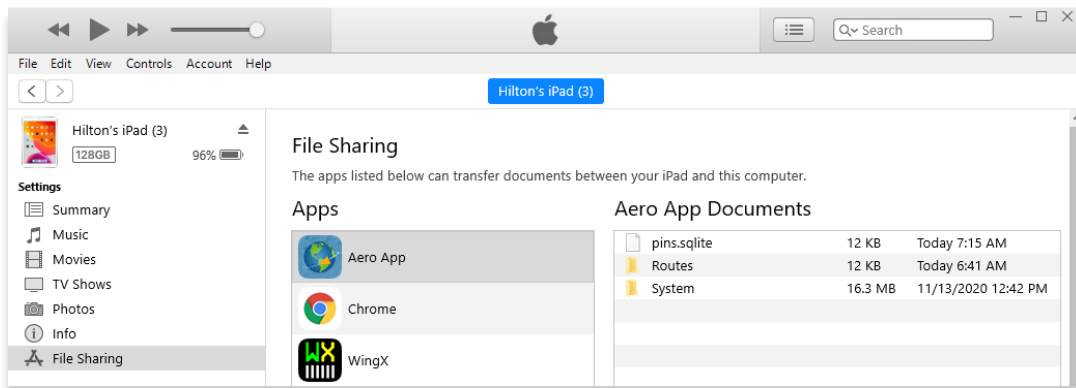 Search
File Edit View Controls Account Help
Hilton's iPad (3)
Hilton's iPad (3)
128GB 96%
Settings
Summary
Music
Movies
TV Shows
Photos
Info
File Sharing
File Sharing
The apps listed below can transfer documents between your iPad and this computer.
Apps
Aero App
Chrome
WX
WingX
Aero App Documents
pins.sqlite 12 KB Today 7:15 AM
Routes 12 KB Today 6:41 AM
System 16.3 MB 11/13/2020 12:42 PM